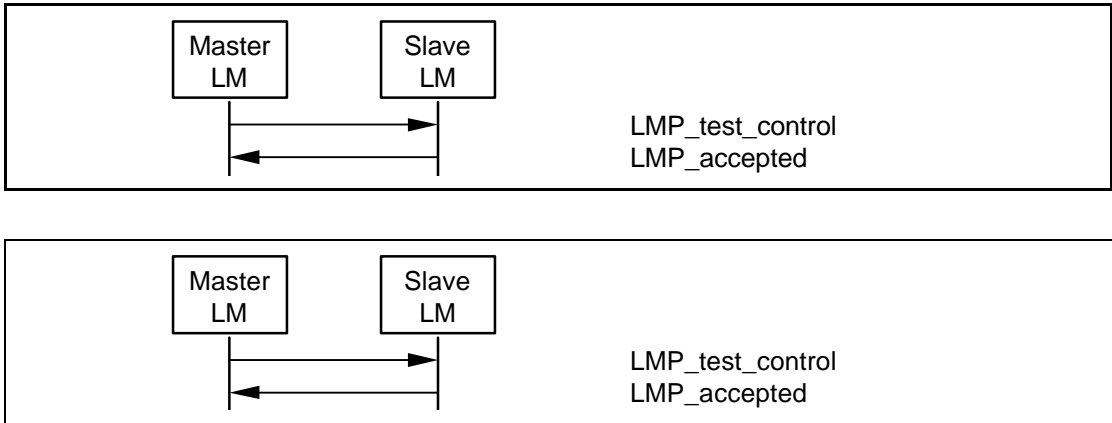 Master Slave
LM LM
LMP_test_control
LMP_accepted
Master Slave
LM LM
LMP_test_control
LMP_accepted